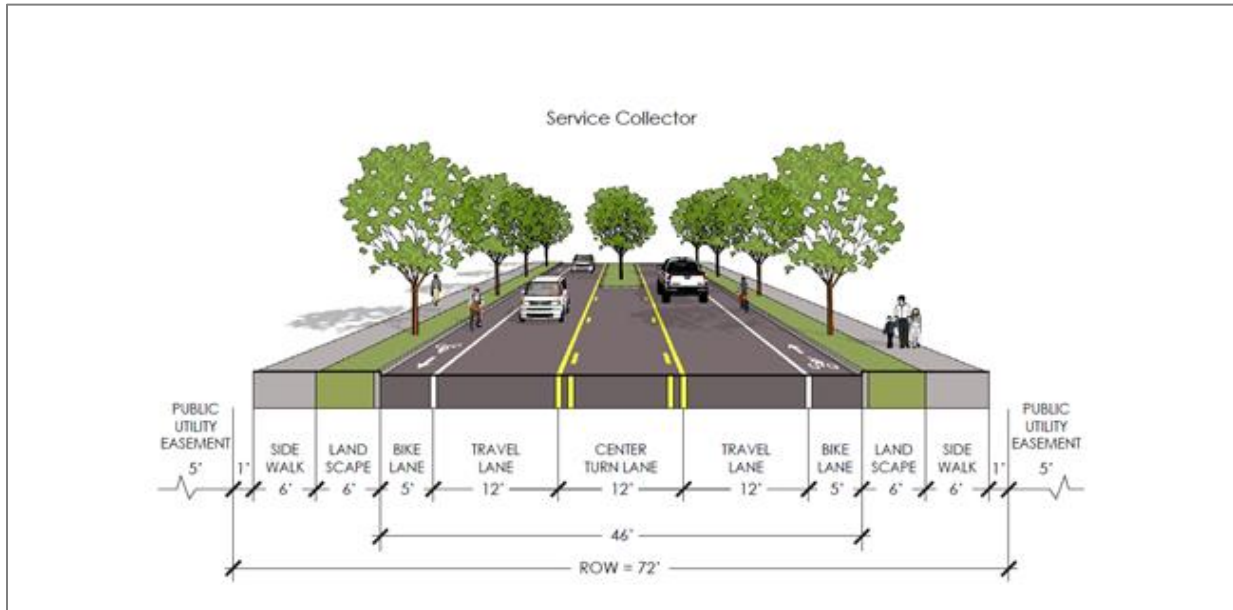 Service Collector
PUBLIC
UTILITY
EASEMENT
5'
1'
SIDE
WALK
6'
LAND
SCAPE
6'
BIKE
LANE
5'
TRAVEL
LANE
12'
CENTER
TURN LANE
12'
TRAVEL
LANE
12'
BIKE
LANE
5'
LAND
SCAPE
6'
SIDE
WALK
6'
1'
PUBLIC
UTILITY
EASEMENT
5'
46'
ROW = 72'